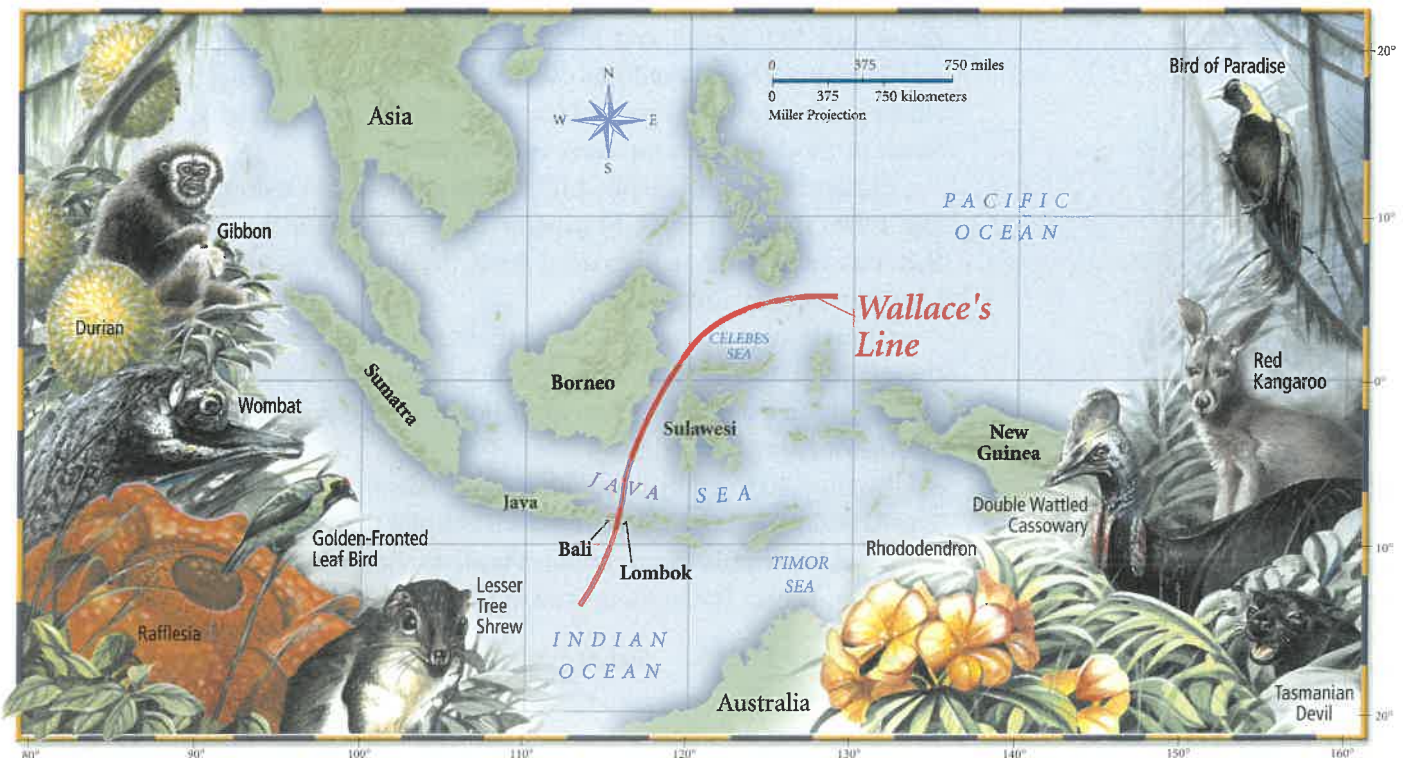 0 375 750 miles
0 375 750 kilometers
Miller Projection
N
W E
S
Asia
Bird of Paradise
20°
PACIFIC
OCEAN
10°
Gibbon
Durian
Wallace's
Line
CELEBES
SEA
Borneo
Sumatra
Red
Kangaroo
0°
Wombat
Sulawesi
New
Guinea
JAVA SEA
Java
Double Wattled
Cassowary
Golden-Fronted
Leaf Bird
Bali
Lombok
Rhododendron
10°
TIMOR
SEA
Lesser
Tree
Shrew
Rafflesia
INDIAN
OCEAN
Australia
Tasmanian
Devil
20°
80° 90° 100° 110° 120° 130° 140° 150° 160°